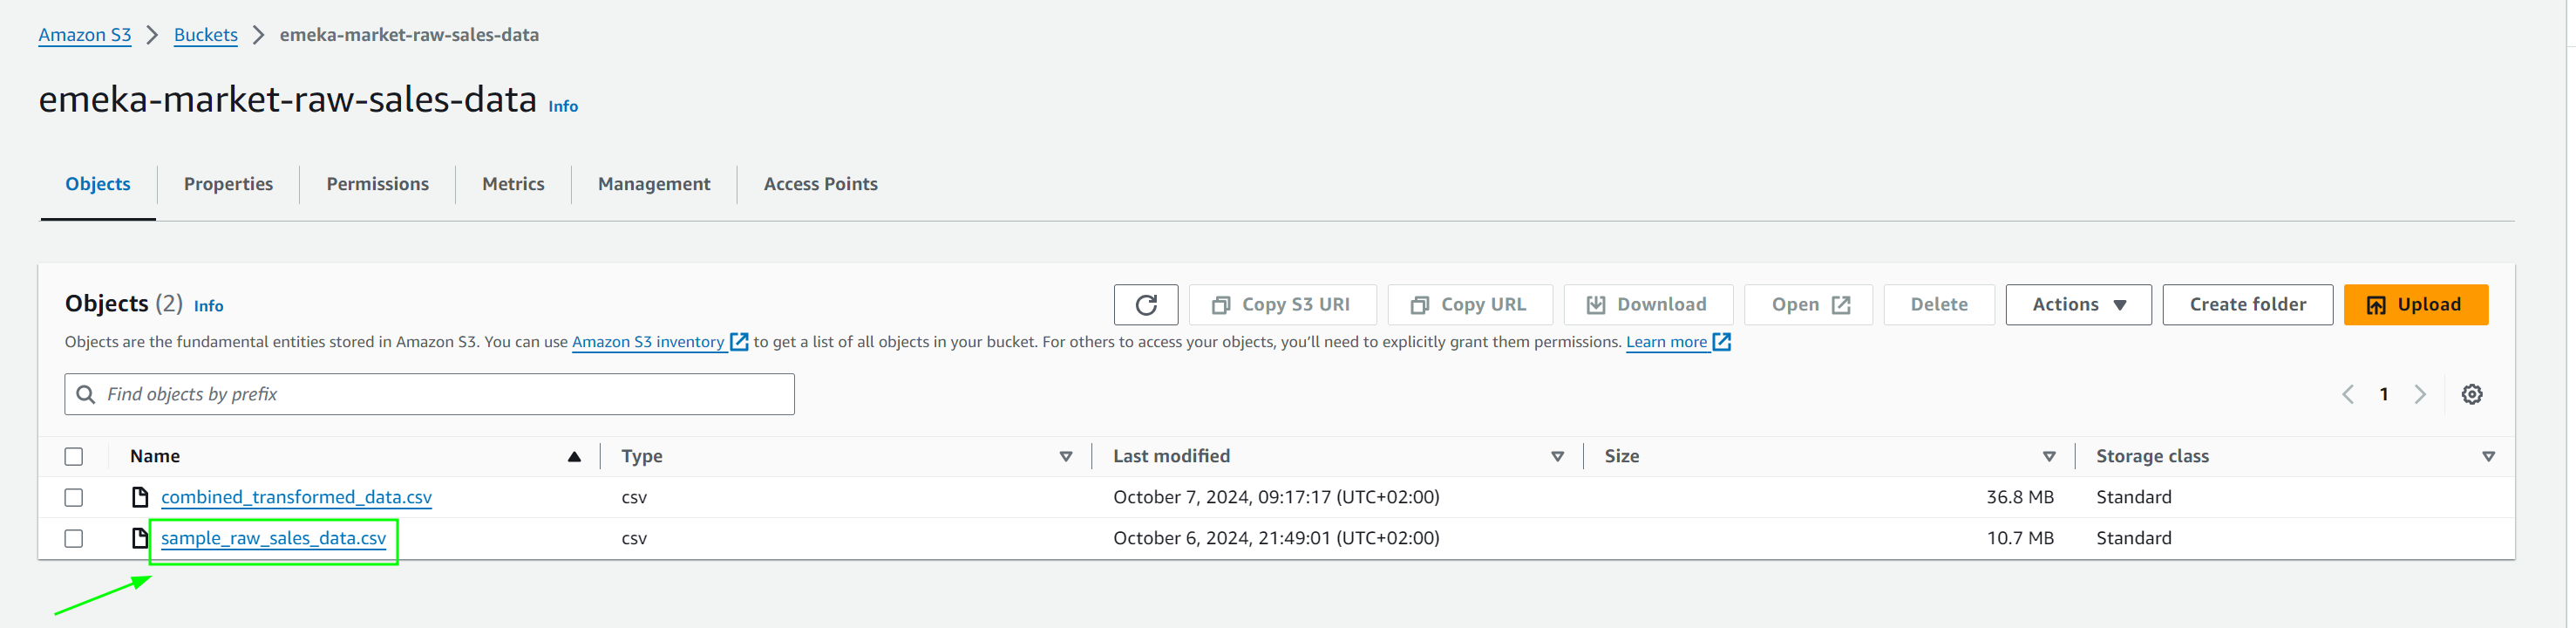 Amazon S3 > Buckets > emeka-market-raw-sales-data
emeka-market-raw-sales-data Info
Objects Properties Permissions Metrics Management Access Points
Objects (2) Info Copy S3 URI Copy URL Download Open Delete Actions Create folder Upload
Objects are the fundamental entities stored in Amazon S3. You can use Amazon S3 inventory to get a list of all objects in your bucket. For others to access your objects, you'll need to explicitly grant them permissions. Learn more
Find objects by prefix 1
Name Type Last modified Size Storage class
combined_transformed_data.csv csv October 7, 2024, 09:17:17 (UTC+02:00) 36.8 MB Standard
sample_raw_sales_data.csv csv October 6, 2024, 21:49:01 (UTC+02:00) 10.7 MB Standard